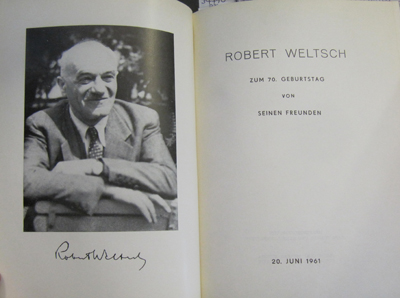 Robert Weltsch
ROBERT WELTSCH
ZUM 70. GEBURTSTAG
VON
SEINEN FREUNDEN
20. JUNI 1961